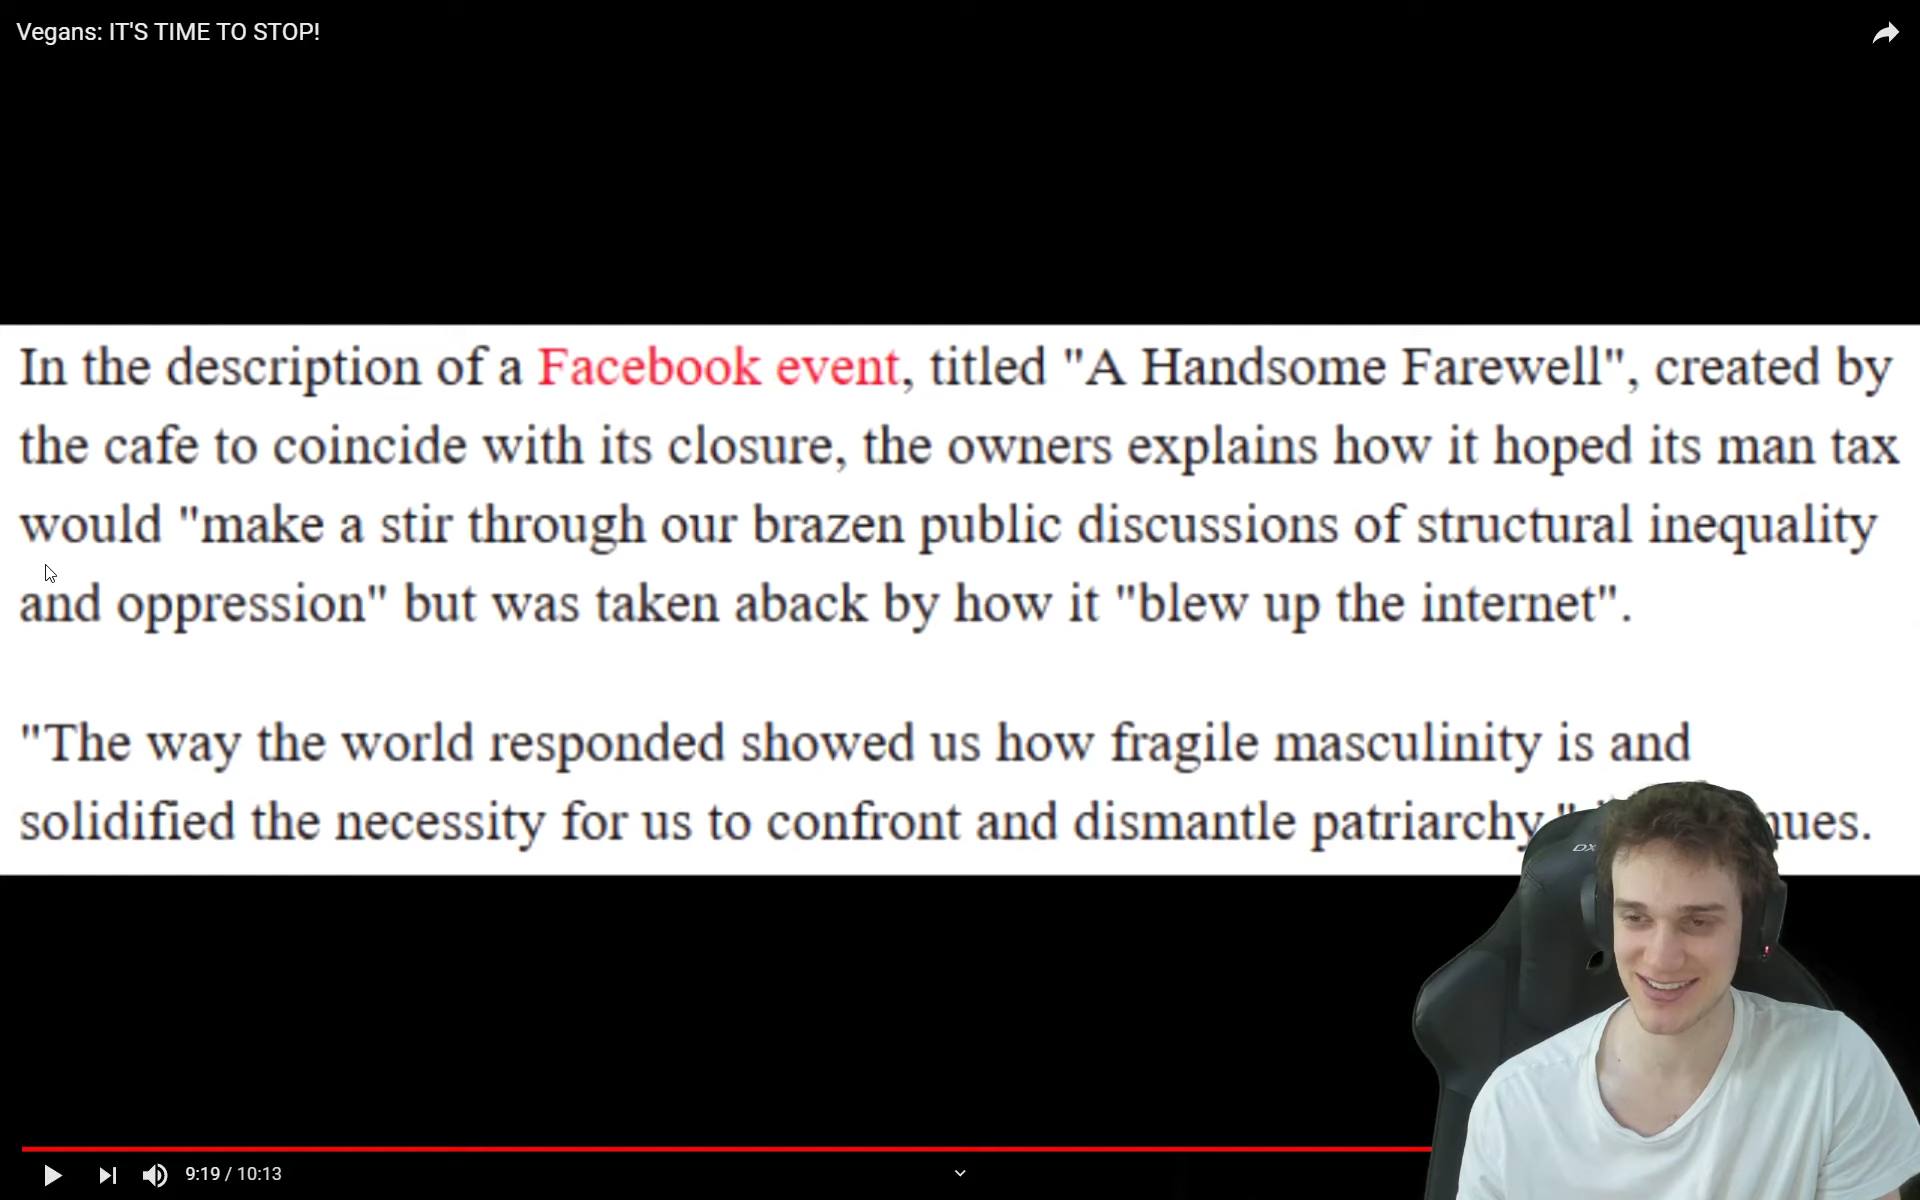 Vegans: IT'S TIME TO STOP!
In the description of a Facebook event, titled "A Handsome Farewell", created by
the cafe to coincide with its closure, the owners explains how it hoped its man tax
would "make a stir through our brazen public discussions of structural inequality
and oppression" but was taken aback by how it "blew up the internet".
"The way the world responded showed us how fragile masculinity is and
solidified the necessity for us to confront and dismantle patriarchy,"
DX
9:19 / 10:13